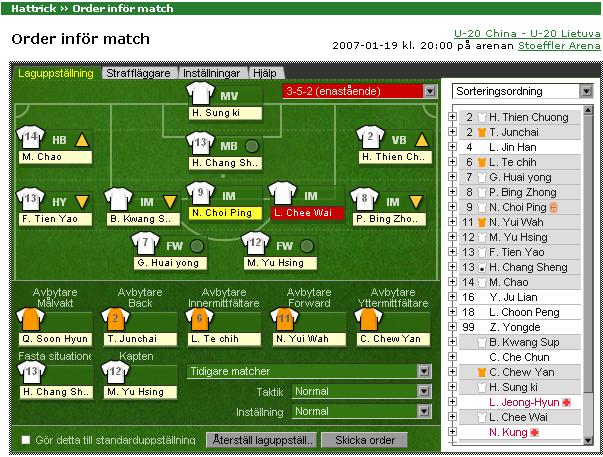 Hattrick » Order inför match
Order inför match
U-20 China - U-20 Lietuva
2007-01-19 kl. 20:00 på arenan Stoeffler Arena
Laguppställning Straffläggare Inställningar Hjälp
MV
H. Sung ki
3-5-2 (enastående)
14 HB
M. Chao
13 MB
H. Chang Sh..
2 VB
H. Thien Ch..
13 HY
F. Tien Yao
IM
B. Kwang S..
9 IM
N. Choi Ping
IM
L. Chee Wai
8 IM
P. Bing Zho..
7 FW
G. Huai yong
12 FW
M. Yu Hsing
Avbytare Målvakt
Avbytare Back
Avbytare Innermittfältare
Avbytare Forward
Avbytare Yttermittfältare
Q. Soon Hyun
2
T. Junchai
6
L. Te chih
11
N. Yui Wah
C. Chew Yan
Fasta situatione
Kapten
13
H. Chang Sh..
12
M. Yu Hsing
Tidigare matcher
Taktik Normal
Inställning: Normal
Gör detta till standarduppställning
Återställ laguppställ..
Skicka order
Sorteringsordning
2 H. Thien Chuong
2 T. Junchai
4 L. Jin Han
6 L. Te chih
7 G. Huai yong
8 P. Bing Zhong
9 N. Choi Ping
11 N. Yui Wah
12 M. Yu Hsing
13 F. Tien Yao
13 H. Chang Sheng
14 M. Chao
16 Y. Ju Lian
18 L. Choon Peng
99 Z. Yongde
B. Kwang Sup
C. Che Chun
C. Chew Yan
H. Sung ki
L. Jeong-Hyun
L. Chee Wai
N. Kung